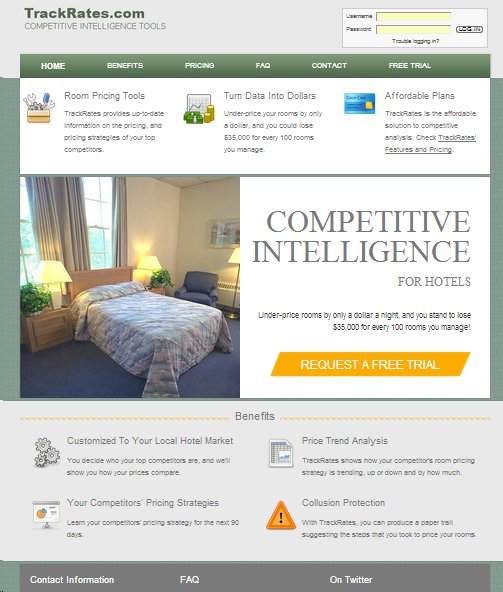 TrackRates.com
COMPETITIVE INTELLIGENCE TOOLS
Username
Password
LOG IN
Trouble logging in?
HOME BENEFITS PRICING FAQ CONTACT FREE TRIAL
Room Pricing Tools
TrackRates provides up-to-date
information on the pricing, and
pricing strategies of your top
competitors.
Turn Data Into Dollars
Under-price your rooms by only
a dollar, and you could lose
$35,000 for every 100 rooms
you manage.
Affordable Plans
TrackRates is the affordable
solution to competitive
analysis. Check TrackRates'
Features and Pricing.
COMPETITIVE
INTELLIGENCE
FOR HOTELS
Under-price rooms by only a dollar a night, and you stand to lose
$35,000 for every 100 rooms you manage!
REQUEST A FREE TRIAL
Benefits
Customized To Your Local Hotel Market
You decide who your top competitors are, and we'll
show you how your prices compare.
Price Trend Analysis
TrackRates shows how your competitor's room pricing
strategy is trending, up or down and by how much.
Your Competitors' Pricing Strategies
Learn your competitors' pricing strategy for the next 90
days.
Collusion Protection
With TrackRates, you can produce a paper trail
suggesting the steps that you took to price your rooms,
Contact Information FAQ On Twitter